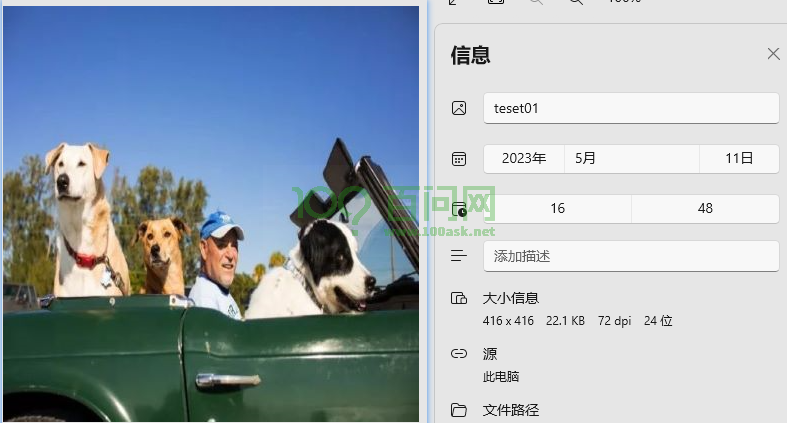 信息
teset01
2023年 5月 11日
16 48
100 百问网
www.100ask.net
添加描述
大小信息
416 x 416 22.1 KB 72 dpi 24 位
源
此电脑
文件路径